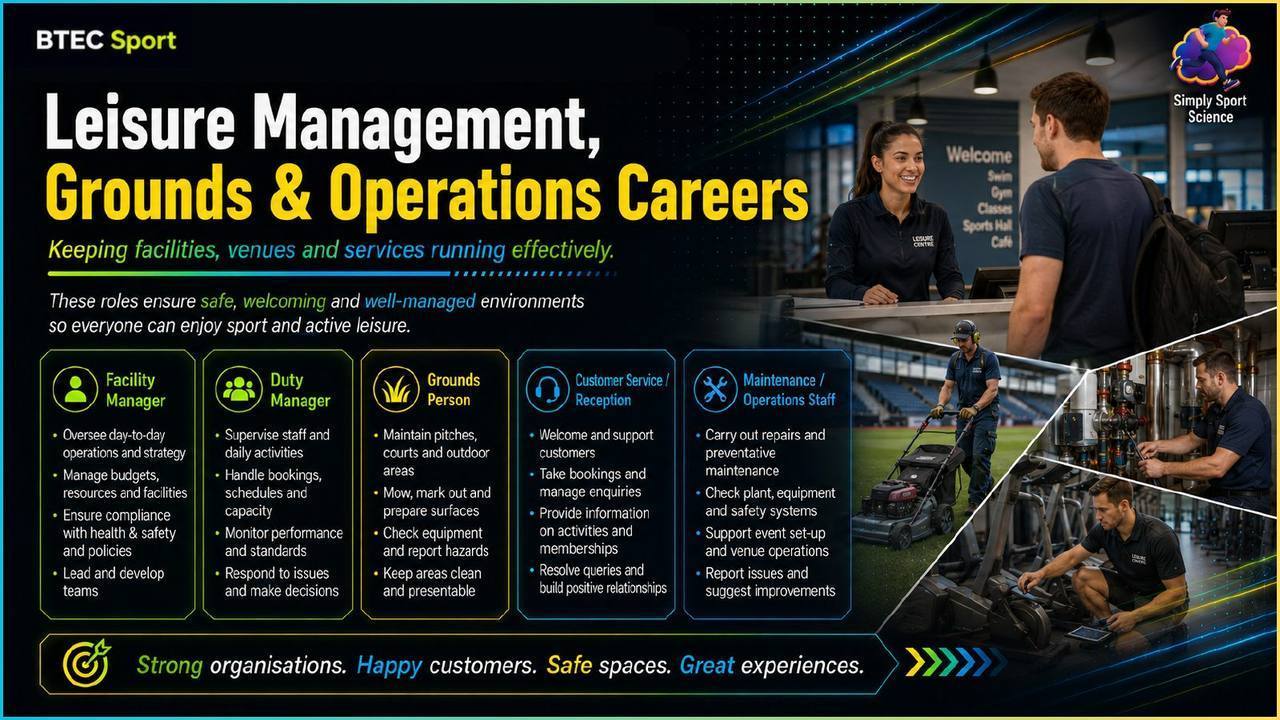 BTEC Sport
Simply Sport
Science
Leisure Management,
Grounds & Operations Careers
Keeping facilities, venues and services running effectively.
These roles ensure safe, welcoming and well-managed environments
so everyone can enjoy sport and active leisure.
Welcome
Swim
Gym
Classes
Sports Hall
Café
LEISURE
CENTRE
Facility
Manager
• Oversee day-to-day
operations and strategy
• Manage budgets,
resources and facilities
• Ensure compliance
with health & safety
and policies
• Lead and develop
teams
Duty
Manager
• Supervise staff and
daily activities
• Handle bookings,
schedules and
capacity
• Monitor performance
and standards
• Respond to issues
and make decisions
Grounds
Person
• Maintain pitches,
courts and outdoor
areas
• Mow, mark out and
prepare surfaces
• Check equipment
and report hazards
• Keep areas clean
and presentable
Customer Service /
Reception
• Welcome and support
customers
• Take bookings and
manage enquiries
• Provide information
on activities and
memberships
• Resolve queries and
build positive relationships
Maintenance /
Operations Staff
• Carry out repairs and
preventative
maintenance
• Check plant, equipment
and safety systems
• Support event set-up
and venue operations
• Report issues and
suggest improvements
LEISURE
CENTRE
Strong organisations. Happy customers. Safe spaces. Great experiences.